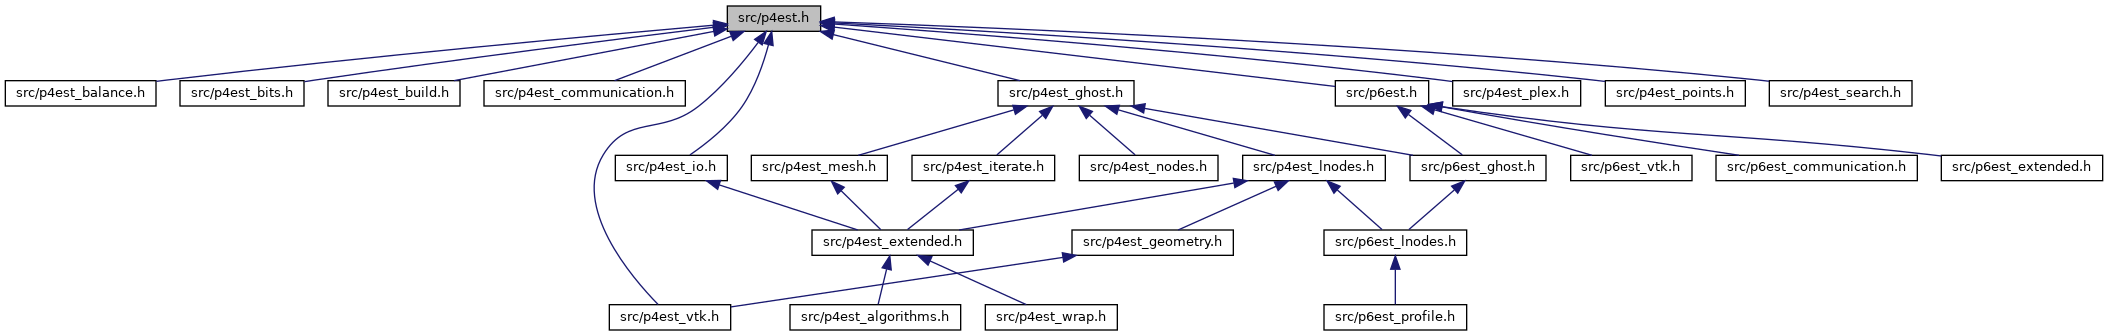 src/p4est.h
src/p4est_balance.h
src/p4est_bits.h
src/p4est_build.h
src/p4est_communication.h
src/p4est_ghost.h
src/p6est.h
src/p4est_plex.h
src/p4est_points.h
src/p4est_search.h
src/p4est_io.h
src/p4est_mesh.h
src/p4est_iterate.h
src/p4est_nodes.h
src/p4est_lnodes.h
src/p6est_ghost.h
src/p6est_vtk.h
src/p6est_communication.h
src/p6est_extended.h
src/p4est_extended.h
src/p4est_geometry.h
src/p6est_lnodes.h
src/p4est_vtk.h
src/p4est_algorithms.h
src/p4est_wrap.h
src/p6est_profile.h